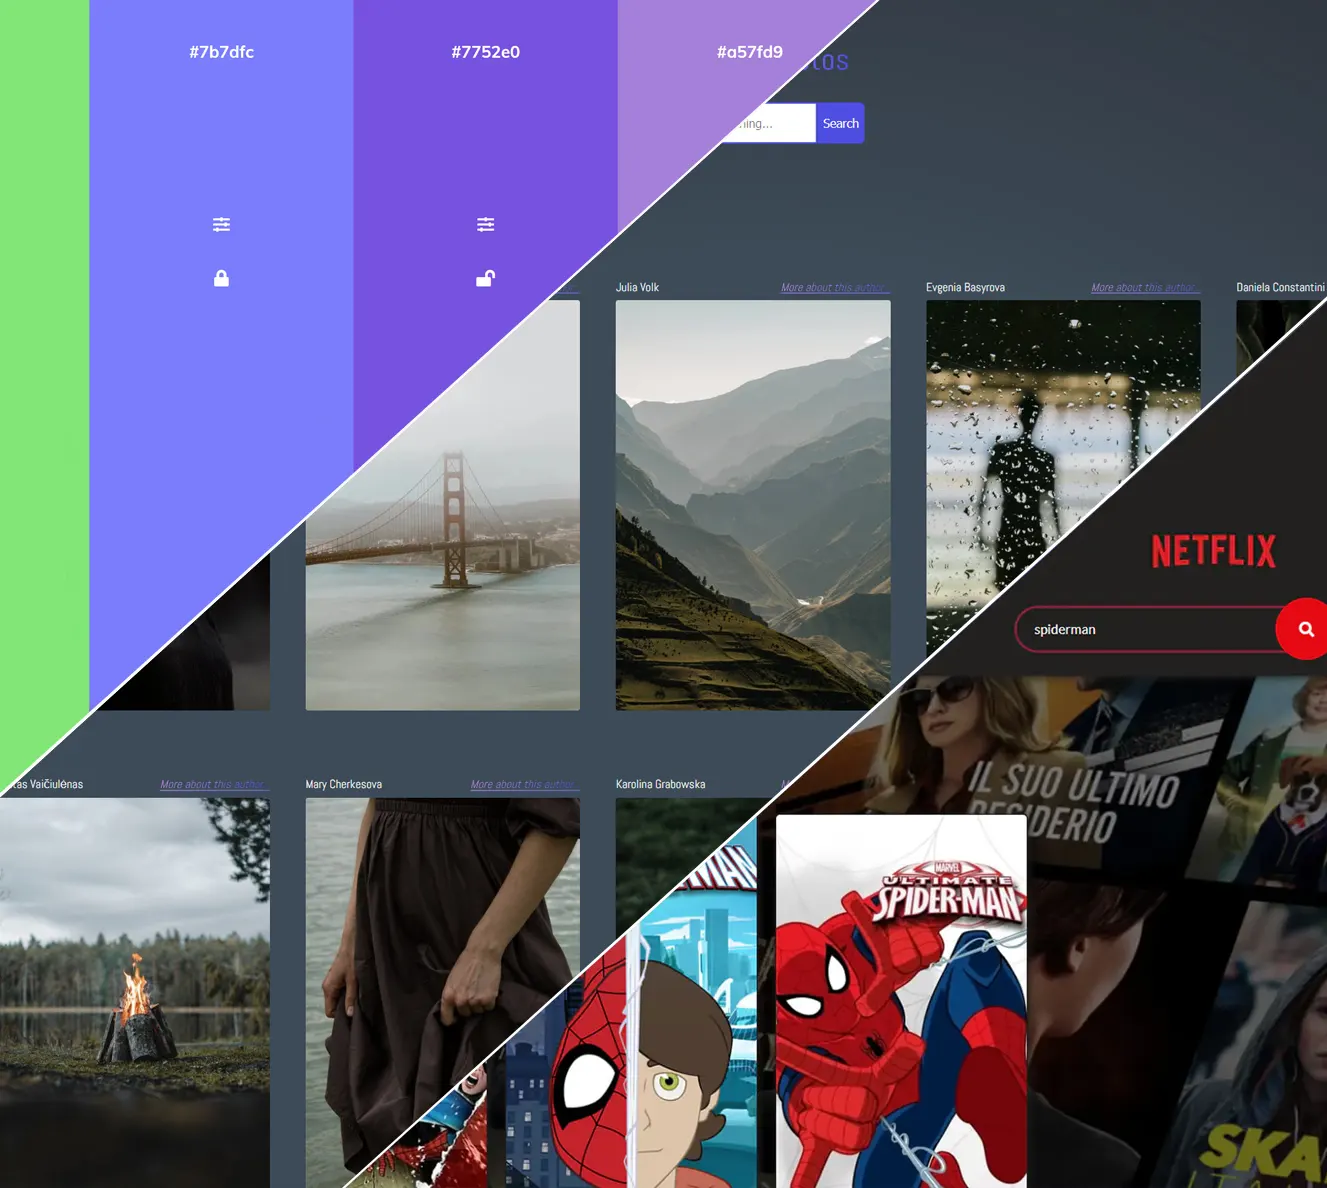 #7b7dfc
#7752e0
#a57fd9
Search
Julia Volk
More about this author...
Evgenia Basyrova
More about this author...
Daniela Constantini
NETFLIX
spiderman
More about this author...
Mary Cherkesova
More about this author...
Karolina Grabowska
IL SUO ULTIMO
DESIDERIO
MARVEL
ULTIMATE
SPIDER-MAN